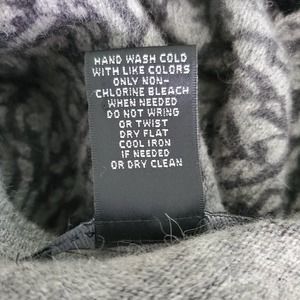 HAND WASH COLD
WITH LIKE COLORS
ONLY NON-
CHLORINE BLEACH
WHEN NEEDED
DO NOT WRING
OR TWIST
DRY FLAT
COOL IRON
IF NEEDED
OR DRY CLEAN